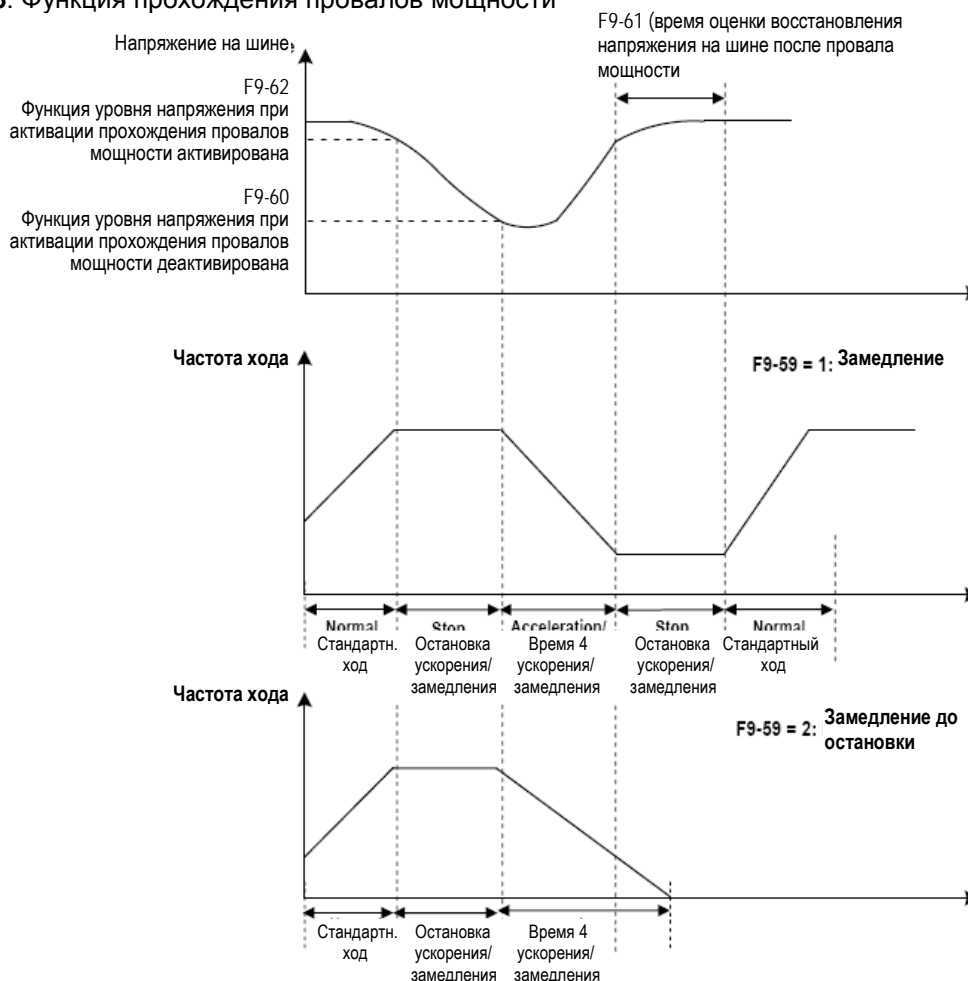 : Функция прохождения провалов мощности
F9-61 (время оценки восстановления
напряжения на шине после провала
мощности
Напряжение на шине
F9-62
Функция уровня напряжения при
активации прохождения провалов
мощности активирована
F9-60
Функция уровня напряжения при
активации прохождения провалов
мощности деактивирована
Частота хода
F9-59 = 1: Замедление
Normal Stop Acceleration/ Stop Normal
Стандартн. Остановка Время 4 Остановка Стандартный
ход ускорения/ ускорения/ ускорения/ ход
замедления замедления замедления
Частота хода
F9-59 = 2: Замедление до
остановки
Стандартн. Остановка Время 4
ход ускорения/ ускорения/
замедления замедления